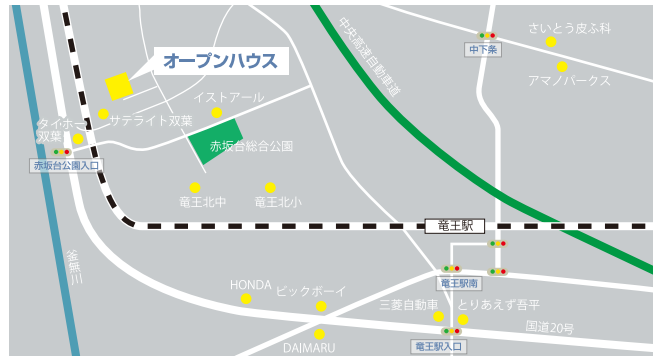 さいとう皮ふ科
中央高速自動車道
中下条
オープンハウス
アマノパークス
イストアール
サテライト双葉
タイホー
双葉
赤坂台総合公園
赤坂台公園入口
竜王北中
竜王北小
竜王駅
釜無川
竜王駅南
HONDA
ビックボーイ
三菱自動車
とりあえず吾平
国道20号
DAIMARU
竜王駅入口